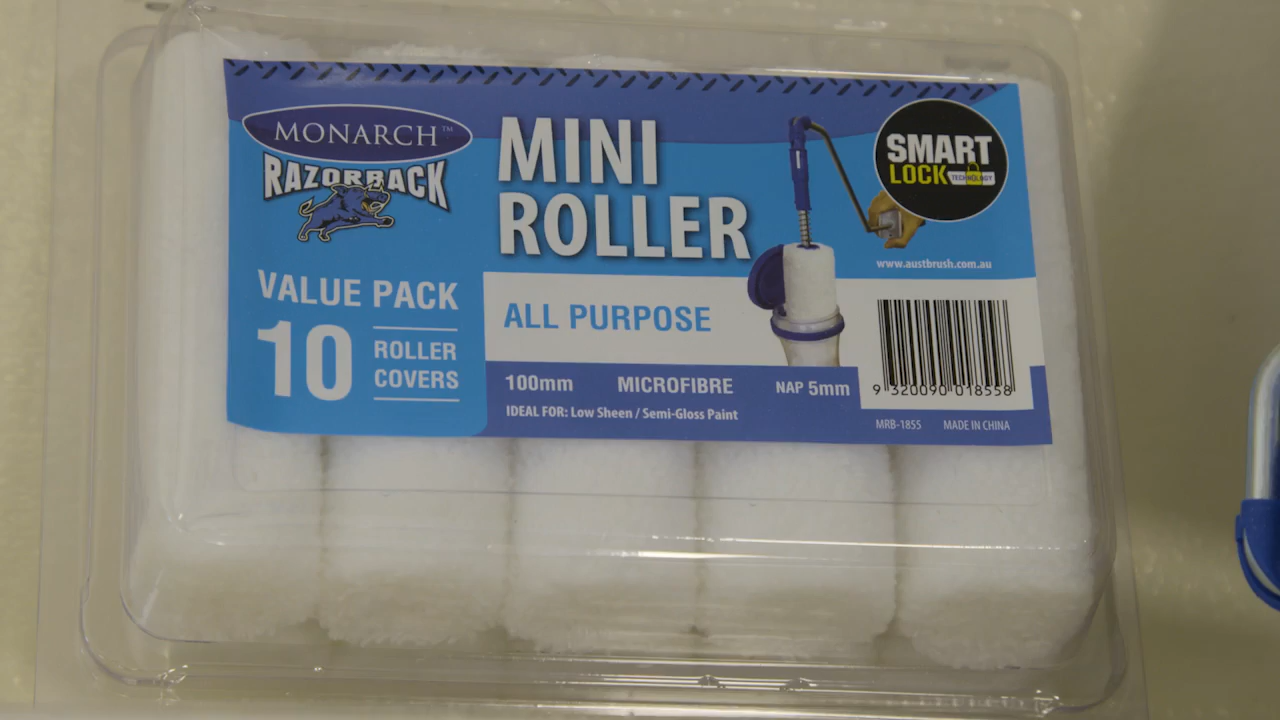 MONARCH™
RAZORBACK
MINI
ROLLER
SMART
LOCK TECHNOLOGY
www.austbrush.com.au
VALUE PACK
10 ROLLER
COVERS
ALL PURPOSE
100mm MICROFIBRE NAP 5mm
IDEAL FOR: Low Sheen / Semi-Gloss Paint
9 320090 018558
MRB-1855 MADE IN CHINA